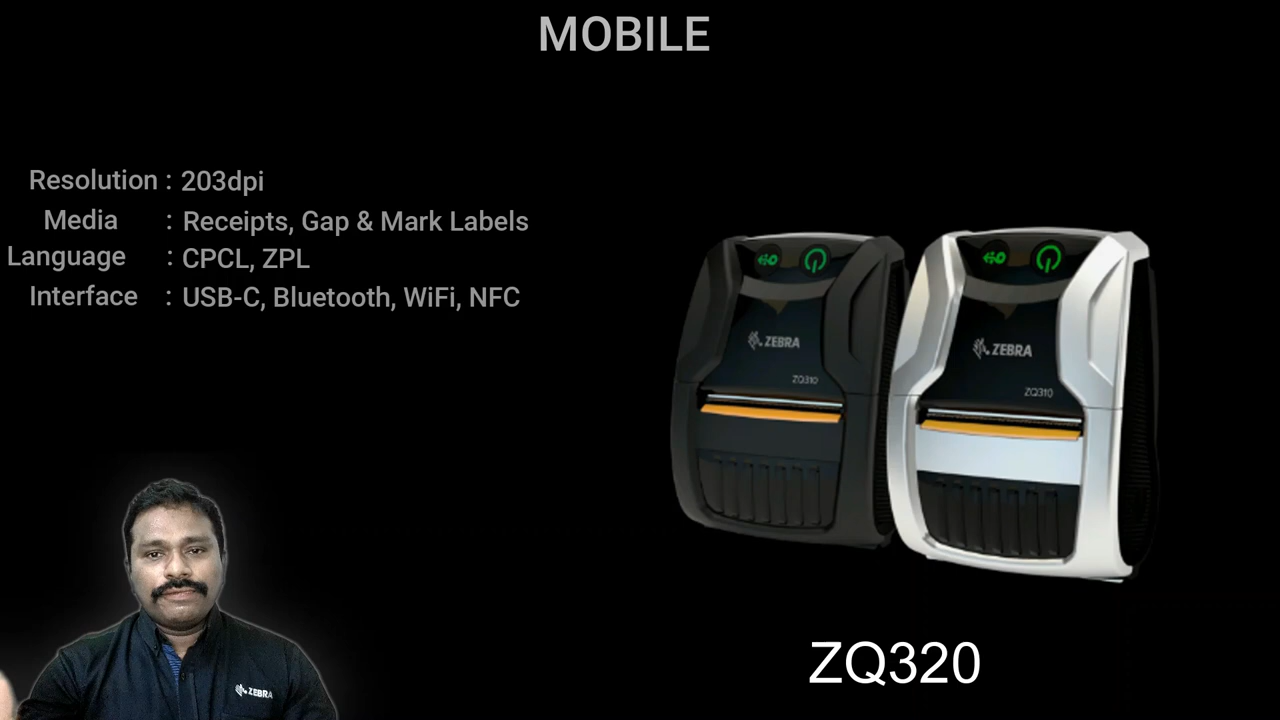 MOBILE
Resolution : 203dpi
Media : Receipts, Gap & Mark Labels
Language : CPCL, ZPL
Interface : USB-C, Bluetooth, WiFi, NFC
ZEBRA
ZQ310
ZEBRA
ZQ310
ZQ320
ZEBRA